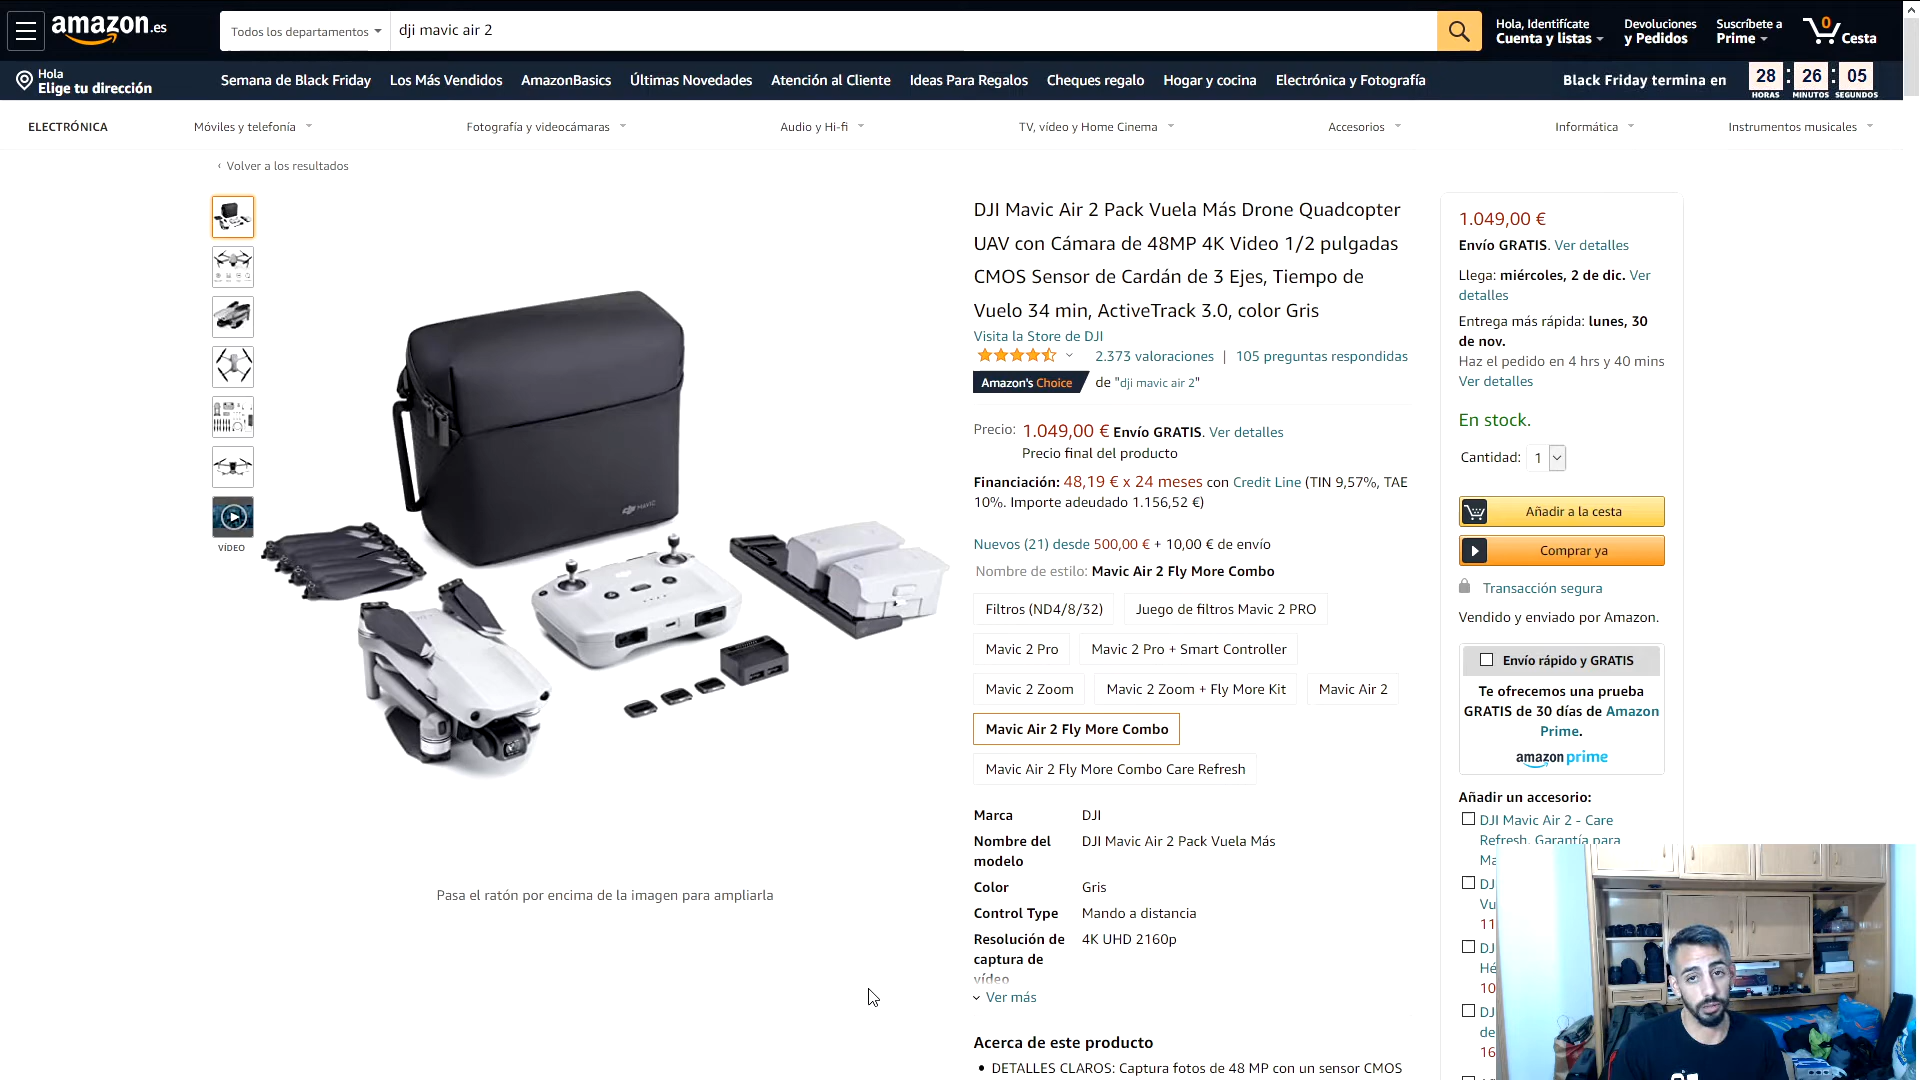 amazon.es
Todos los departamentos
dji mavic air 2
Hola, Identifícate
Cuenta y listas
Devoluciones
y Pedidos
Suscríbete a
Prime
0
Cesta
Hola
Elige tu dirección
Semana de Black Friday
Los Más Vendidos
AmazonBasics
Últimas Novedades
Atención al Cliente
Ideas Para Regalos
Cheques regalo
Hogar y cocina
Electrónica y Fotografía
Black Friday termina en
28 : 26 : 05
HORAS MINUTOS SEGUNDOS
ELECTRÓNICA
Móviles y telefonía
Fotografía y videocámaras
Audio y Hi-fi
TV, vídeo y Home Cinema
Accesorios
Informática
Instrumentos musicales
‹ Volver a los resultados
VÍDEO
Pasa el ratón por encima de la imagen para ampliarla
DJI Mavic Air 2 Pack Vuela Más Drone Quadcopter
UAV con Cámara de 48MP 4K Video 1/2 pulgadas
CMOS Sensor de Cardán de 3 Ejes, Tiempo de
Vuelo 34 min, ActiveTrack 3.0, color Gris
Visita la Store de DJI
2.373 valoraciones | 105 preguntas respondidas
Amazon's Choice de "dji mavic air 2"
Precio: 1.049,00 € Envío GRATIS. Ver detalles
Precio final del producto
Financiación: 48,19 € x 24 meses con Credit Line (TIN 9,57%, TAE
10%. Importe adeudado 1.156,52 €)
Nuevos (21) desde 500,00 € + 10,00 € de envío
Nombre de estilo: Mavic Air 2 Fly More Combo
Filtros (ND4/8/32)
Juego de filtros Mavic 2 PRO
Mavic 2 Pro
Mavic 2 Pro + Smart Controller
Mavic 2 Zoom
Mavic 2 Zoom + Fly More Kit
Mavic Air 2
Mavic Air 2 Fly More Combo
Mavic Air 2 Fly More Combo Care Refresh
Marca DJI
Nombre del DJI Mavic Air 2 Pack Vuela Más
modelo
Color Gris
Control Type Mando a distancia
Resolución de 4K UHD 2160p
captura de
vídeo
Ver más
Acerca de este producto
• DETALLES CLAROS: Captura fotos de 48 MP con un sensor CMOS
1.049,00 €
Envío GRATIS. Ver detalles
Llega: miércoles, 2 de dic. Ver
detalles
Entrega más rápida: lunes, 30
de nov.
Haz el pedido en 4 hrs y 40 mins
Ver detalles
En stock.
Cantidad: 1
Añadir a la cesta
Comprar ya
Transacción segura
Vendido y enviado por Amazon.
Envío rápido y GRATIS
Te ofrecemos una prueba
GRATIS de 30 días de Amazon
Prime.
amazon prime
Añadir un accesorio:
DJI Mavic Air 2 - Care
Refresh, Garantía para
Ma
DJ
Vu
11
DJ
Hé
10
DJ
de
16